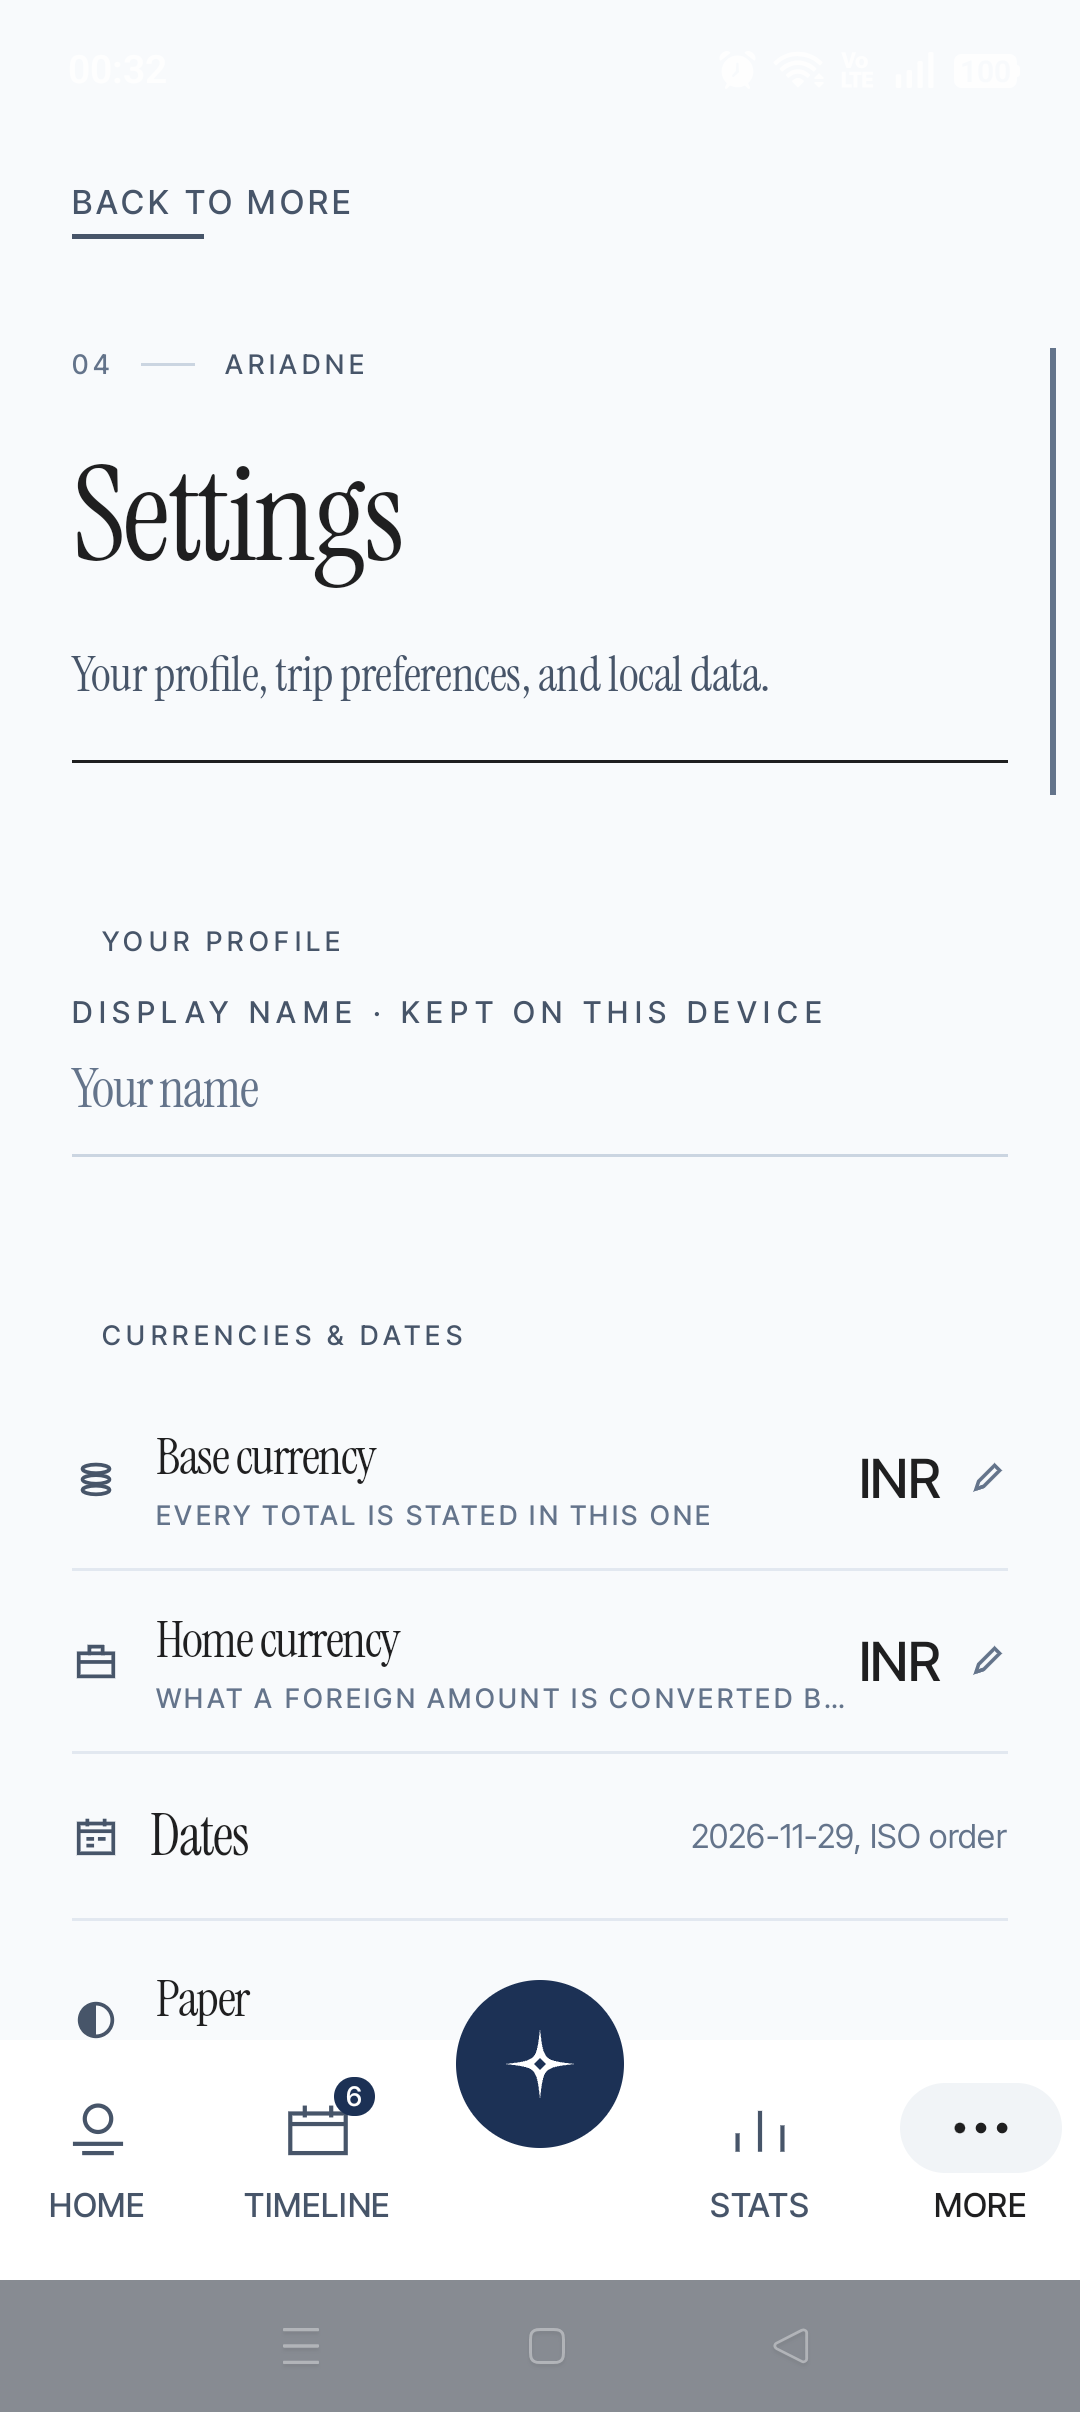 00:32
Vo LTE
100
BACK TO MORE
04 ARIADNE
Settings
Your profile, trip preferences, and local data.
YOUR PROFILE
DISPLAY NAME · KEPT ON THIS DEVICE
Your name
CURRENCIES & DATES
Base currency
EVERY TOTAL IS STATED IN THIS ONE
INR
Home currency
WHAT A FOREIGN AMOUNT IS CONVERTED B...
INR
Dates
2026-11-29, ISO order
Paper
6
HOME
TIMELINE
STATS
MORE